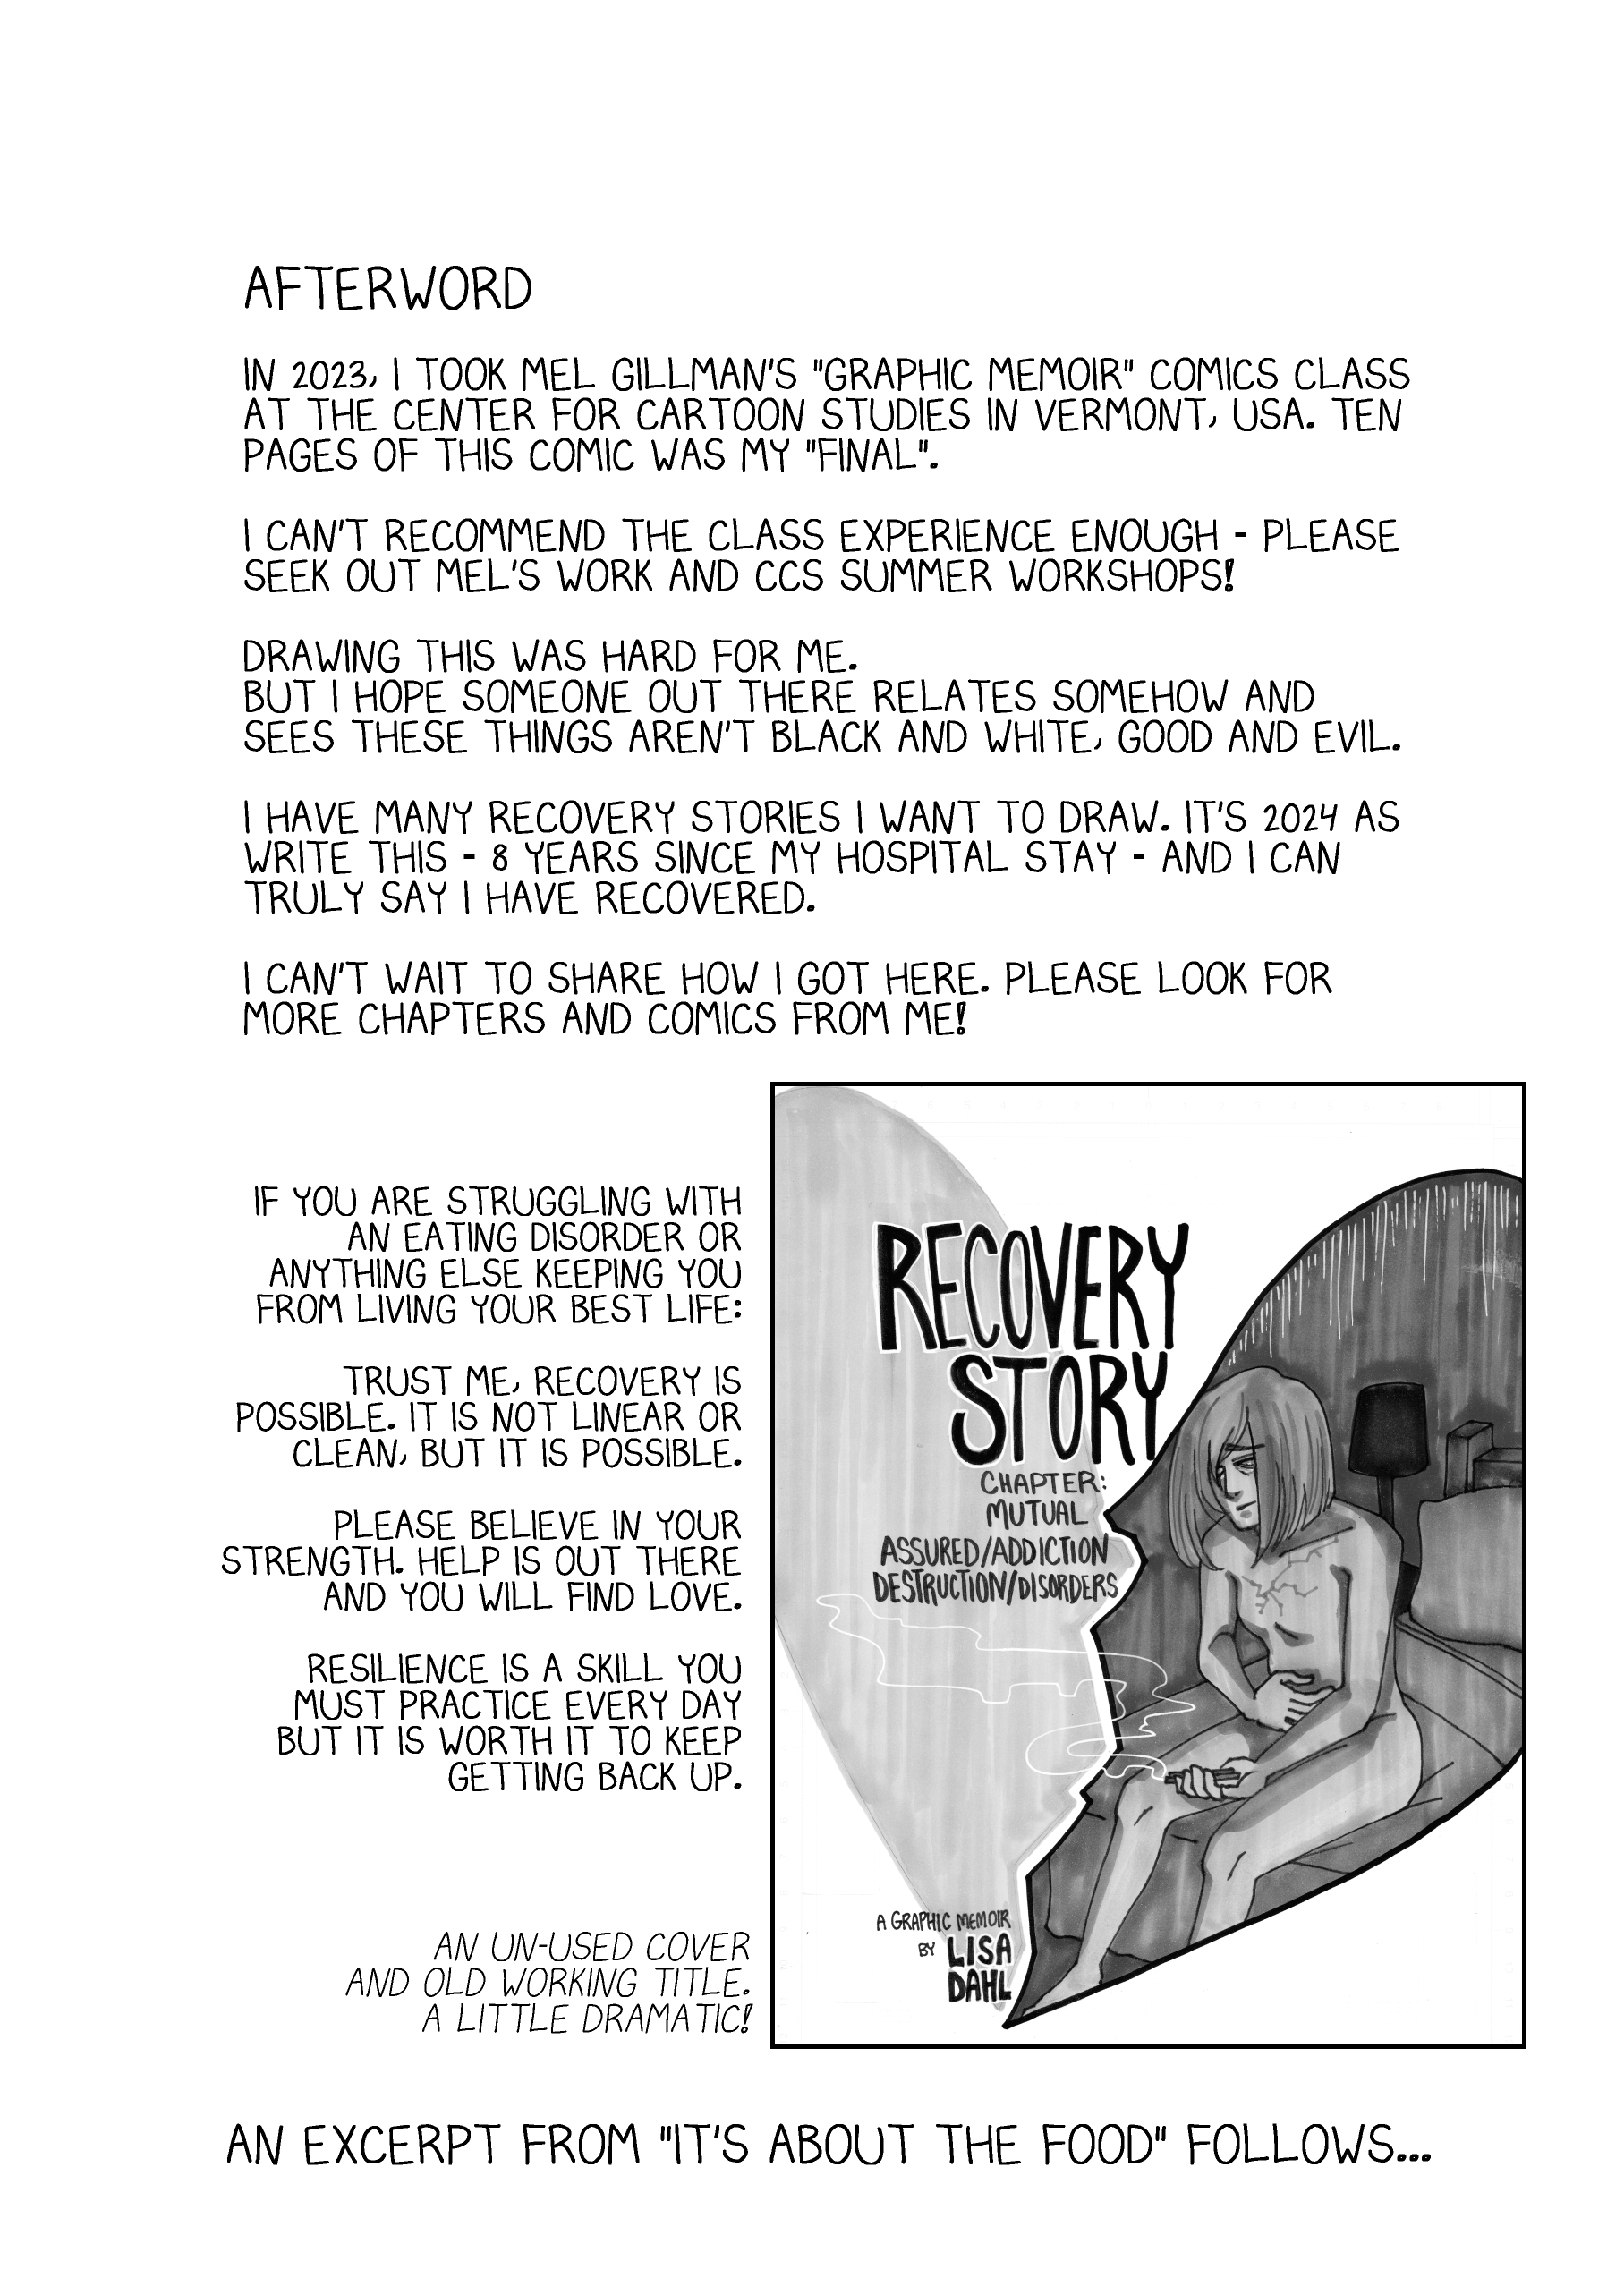 AFTERWORD
IN 2023, I TOOK MEL GILLMAN'S "GRAPHIC MEMOIR" COMICS CLASS
AT THE CENTER FOR CARTOON STUDIES IN VERMONT, USA. TEN
PAGES OF THIS COMIC WAS MY "FINAL".
I CAN'T RECOMMEND THE CLASS EXPERIENCE ENOUGH - PLEASE
SEEK OUT MEL'S WORK AND CCS SUMMER WORKSHOPS!
DRAWING THIS WAS HARD FOR ME.
BUT I HOPE SOMEONE OUT THERE RELATES SOMEHOW AND
SEES THESE THINGS AREN'T BLACK AND WHITE, GOOD AND EVIL.
I HAVE MANY RECOVERY STORIES I WANT TO DRAW. IT'S 2024 AS
WRITE THIS - 8 YEARS SINCE MY HOSPITAL STAY - AND I CAN
TRULY SAY I HAVE RECOVERED.
I CAN'T WAIT TO SHARE HOW I GOT HERE. PLEASE LOOK FOR
MORE CHAPTERS AND COMICS FROM ME!
IF YOU ARE STRUGGLING WITH
AN EATING DISORDER OR
ANYTHING ELSE KEEPING YOU
FROM LIVING YOUR BEST LIFE:
TRUST ME, RECOVERY IS
POSSIBLE. IT IS NOT LINEAR OR
CLEAN, BUT IT IS POSSIBLE.
PLEASE BELIEVE IN YOUR
STRENGTH. HELP IS OUT THERE
AND YOU WILL FIND LOVE.
RESILIENCE IS A SKILL YOU
MUST PRACTICE EVERY DAY
BUT IT IS WORTH IT TO KEEP
GETTING BACK UP.
AN UN-USED COVER
AND OLD WORKING TITLE.
A LITTLE DRAMATIC!
RECOVERY
STORY
CHAPTER:
MUTUAL
ASSURED/ADDICTION
DESTRUCTION/DISORDERS
A GRAPHIC MEMOIR
BY LISA
DAHL
AN EXCERPT FROM "IT'S ABOUT THE FOOD" FOLLOWS...